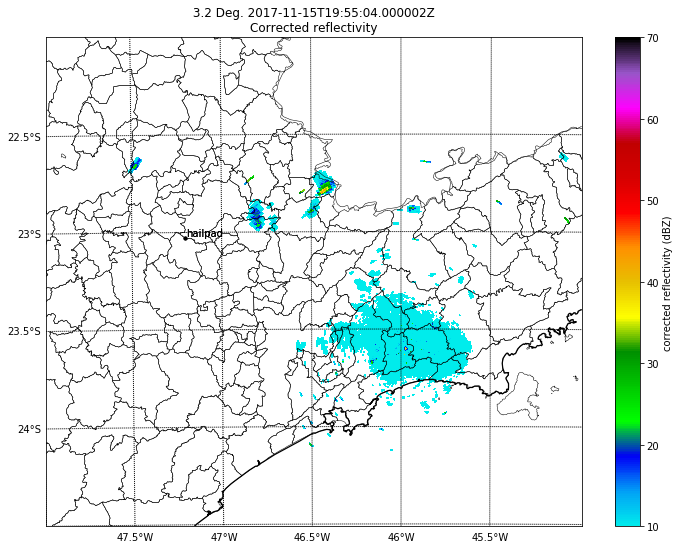 3.2 Deg. 2017-11-15T19:55:04.000002Z
Corrected reflectivity
70
60
50
40
30
20
10
corrected reflectivity (dBZ)
22.5°S
23°S
23.5°S
24°S
hailpad
47.5°W
47°W
46.5°W
46°W
45.5°W